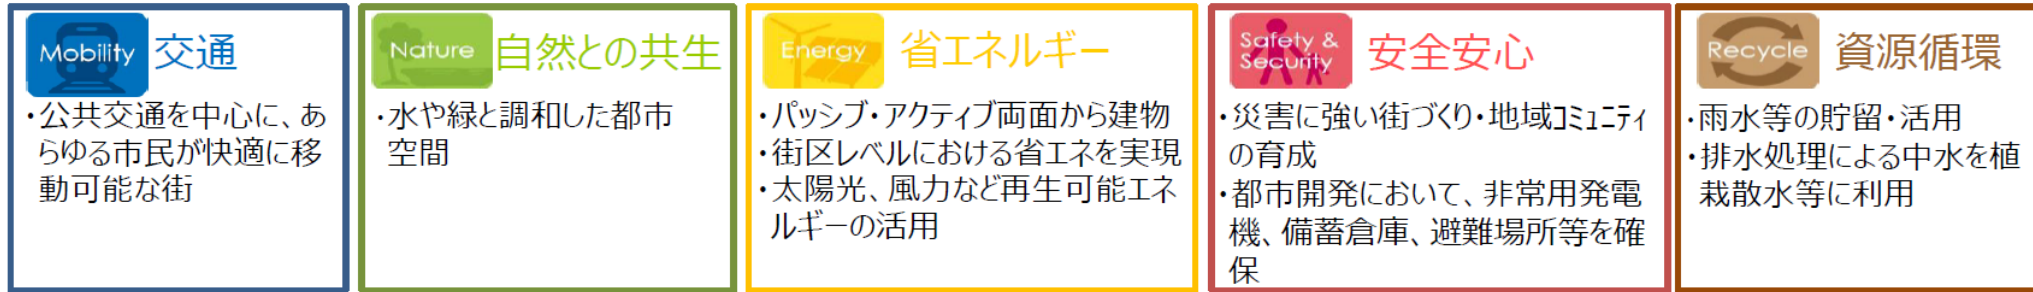 Mobility 交通
・公共交通を中心に、あ
らゆる市民が快適に移
動可能な街
Nature 自然との共生
・水や緑と調和した都市
空間
Energy 省エネルギー
・パッシブ・アクティブ両面から建物
・街区レベルにおける省エネを実現
・太陽光、風力など再生可能エネ
ルギーの活用
Safety &
Security 安全安心
・災害に強い街づくり・地域コミュニティ
の育成
・都市開発において、非常用発電
機、備蓄倉庫、避難場所等を確
保
Recycle 資源循環
・雨水等の貯留・活用
・排水処理による中水を植
栽散水等に利用